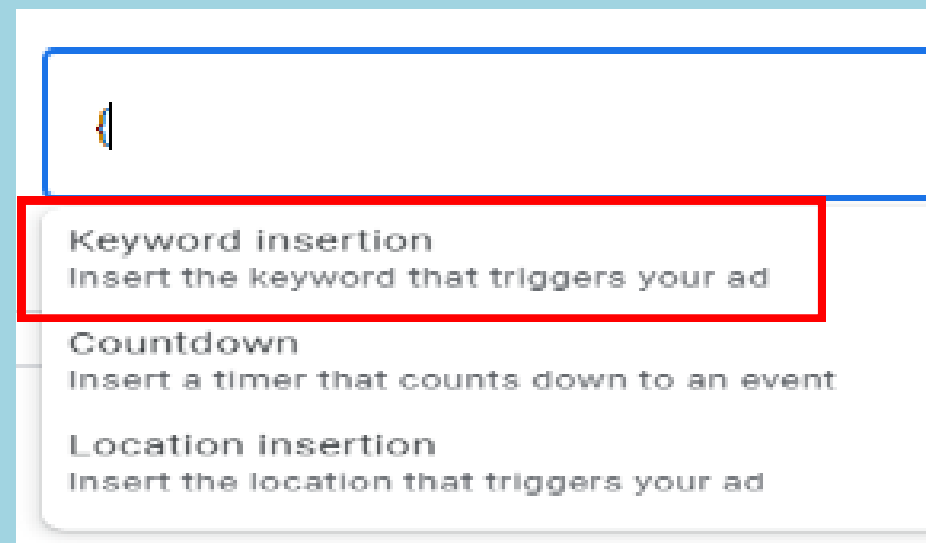 {
Keyword insertion
Insert the keyword that triggers your ad
Countdown
Insert a timer that counts down to an event
Location insertion
Insert the location that triggers your ad